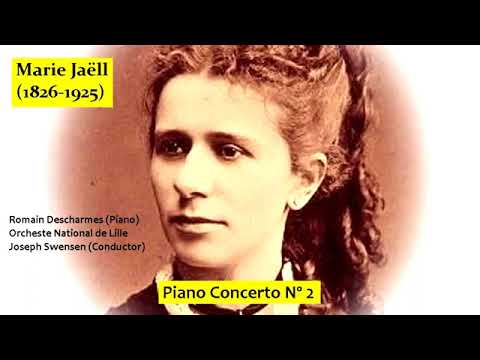 Marie Jaëll
(1826-1925)
Romain Descharmes (Piano)
Orcheste National de Lille
Joseph Swensen (Conductor)
Piano Concerto N° 2